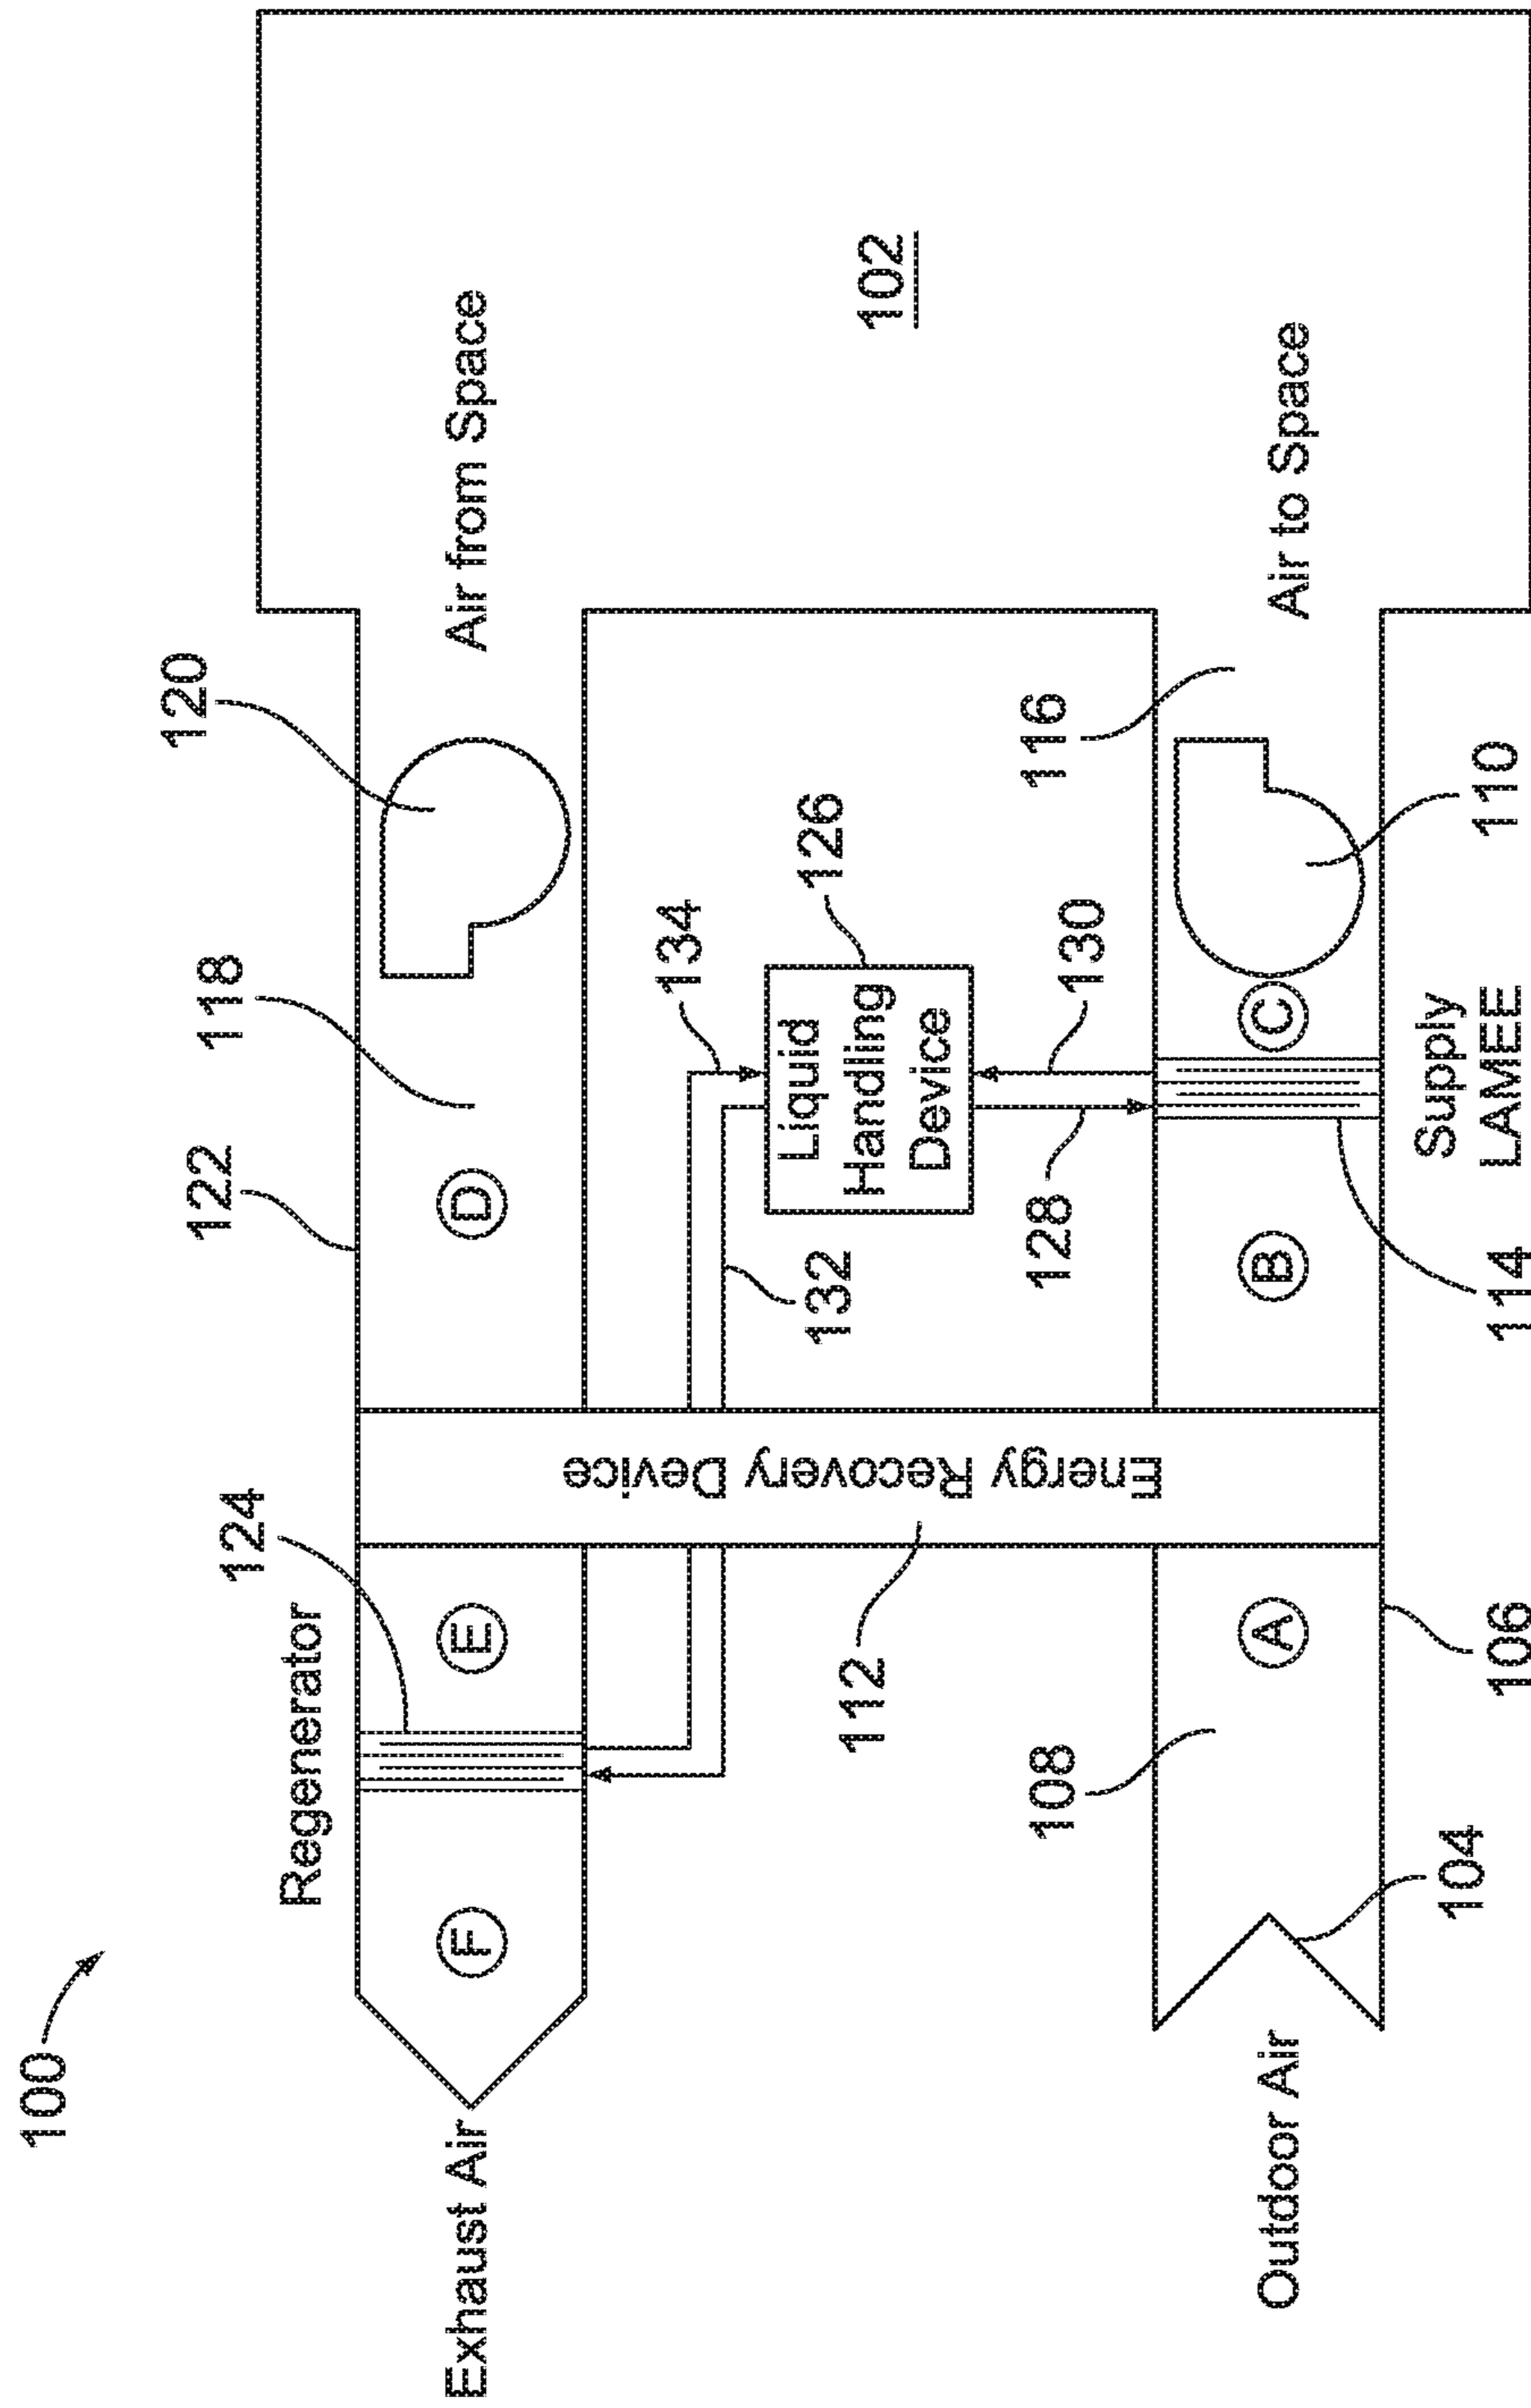 100
Exhaust Air
F
Regenerator
124
E
122
D
118
120
Air from Space
102
Energy Recovery Device
112
132
134
Liquid
Handling
Device
126
128
130
Outdoor Air
104
108
A
106
B
114
Supply
LAMEE
C
110
116
Air to Space